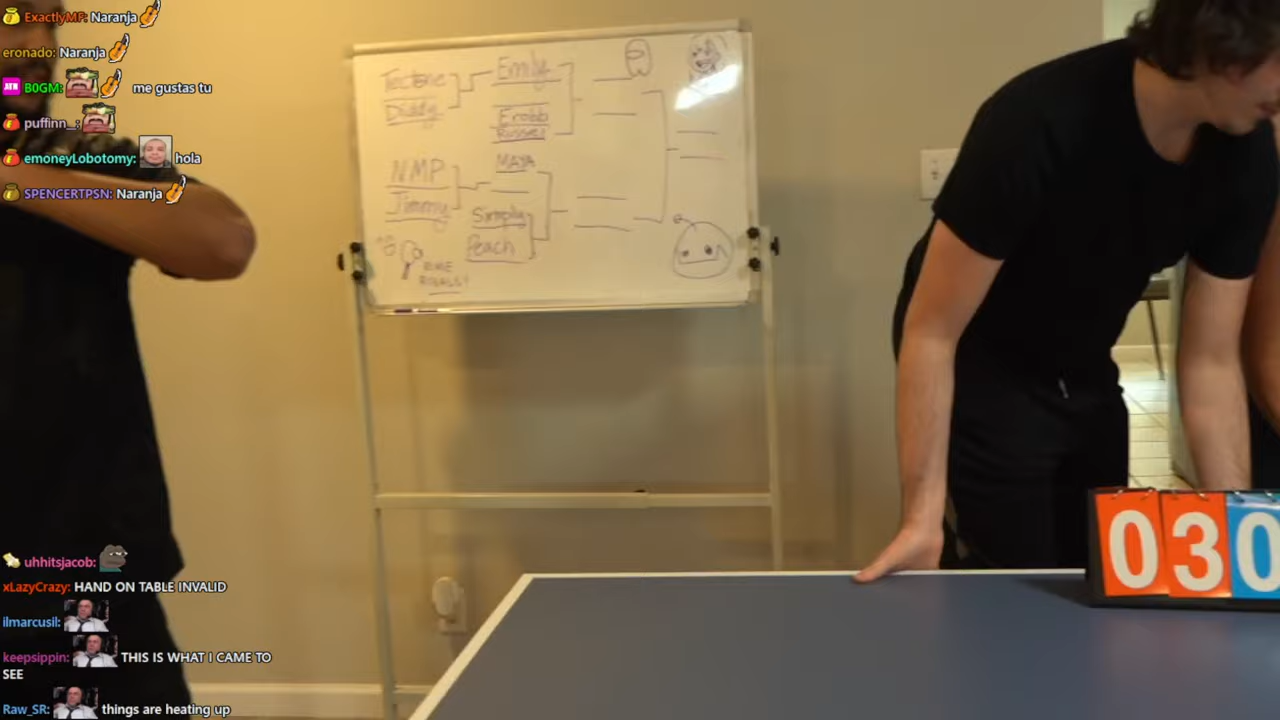 ExactlyMP: Naranja
eronado: Naranja
B0GM: me gustas tu
puffinn_:
emoneyLobotomy: hola
SPENCERTPSN: Naranja
Tectone
Diddy
Emily
Erobb
Russel
NMP
Jimmy
MAYA
Simply
Peach
030
uhhitsjacob:
xLazyCrazy: HAND ON TABLE INVALID
ilmarcusil:
keepsippin: THIS IS WHAT I CAME TO
SEE
Raw_SR: things are heating up